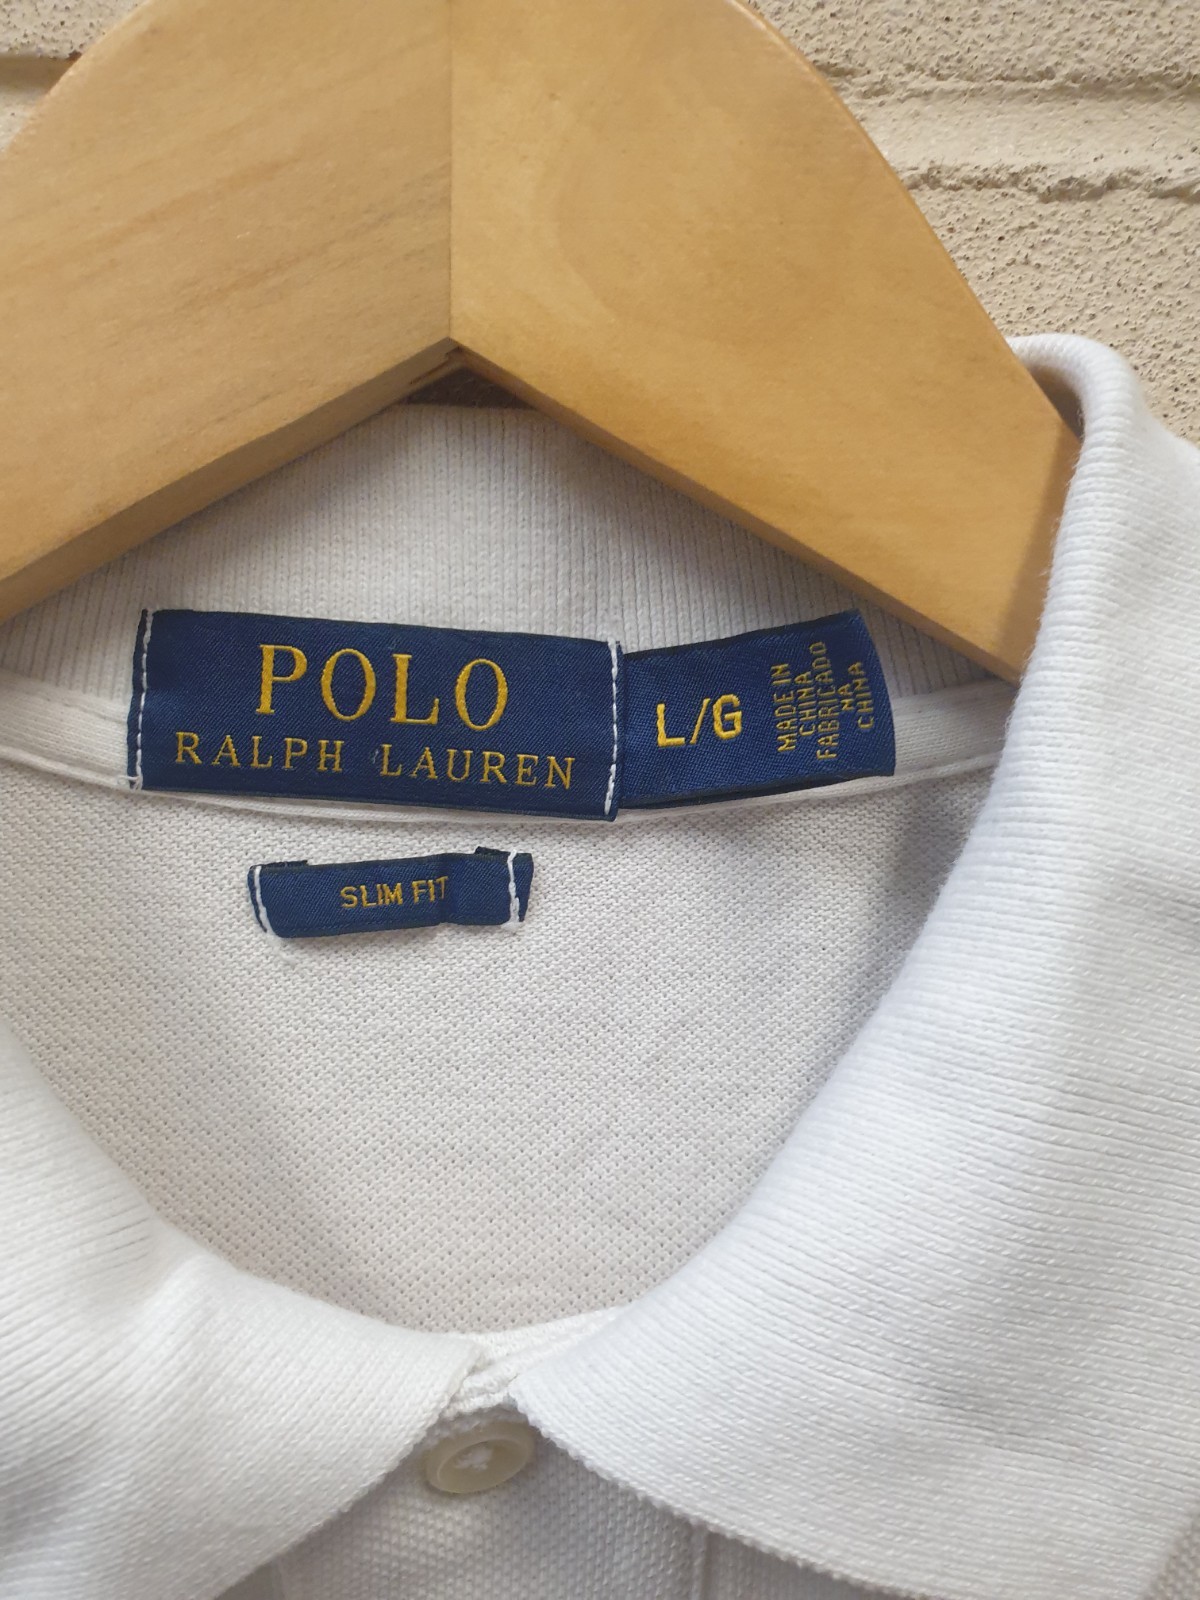 POLO
RALPH LAUREN
L/G
MADE IN
CHINA
FABRICADO
NA
CHINA
SLIM FIT